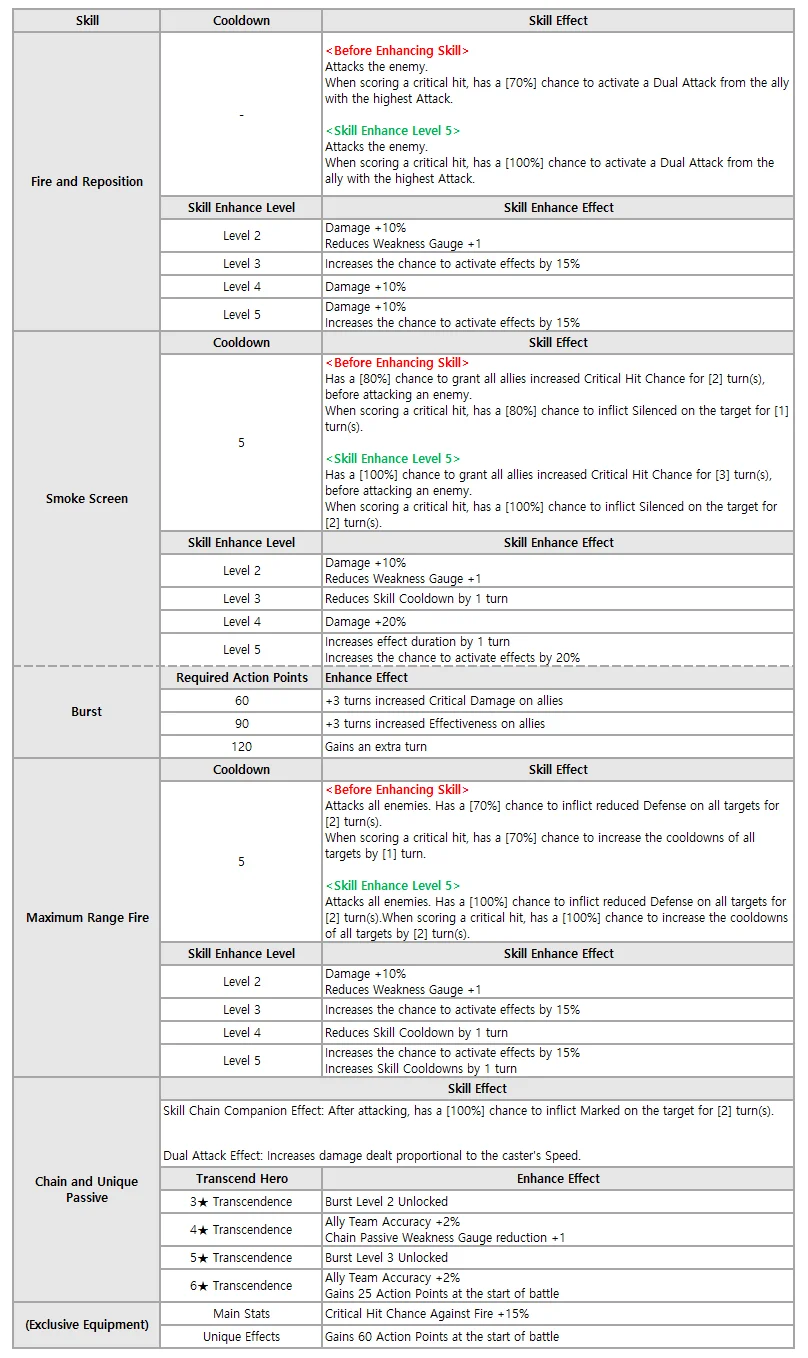 Skill Cooldown Skill Effect
Fire and Reposition
-
<Before Enhancing Skill>
Attacks the enemy.
When scoring a critical hit, has a [70%] chance to activate a Dual Attack from the ally
with the highest Attack.
<Skill Enhance Level 5>
Attacks the enemy.
When scoring a critical hit, has a [100%] chance to activate a Dual Attack from the
ally with the highest Attack.
Skill Enhance Level Skill Enhance Effect
Level 2
Damage +10%
Reduces Weakness Gauge +1
Level 3 Increases the chance to activate effects by 15%
Level 4 Damage +10%
Level 5
Damage +10%
Increases the chance to activate effects by 15%
Smoke Screen
Cooldown Skill Effect
5
<Before Enhancing Skill>
Has a [80%] chance to grant all allies increased Critical Hit Chance for [2] turn(s),
before attacking an enemy.
When scoring a critical hit, has a [80%] chance to inflict Silenced on the target for [1]
turn(s).
<Skill Enhance Level 5>
Has a [100%] chance to grant all allies increased Critical Hit Chance for [3] turn(s),
before attacking an enemy.
When scoring a critical hit, has a [100%] chance to inflict Silenced on the target for
[2] turn(s).
Skill Enhance Level Skill Enhance Effect
Level 2
Damage +10%
Reduces Weakness Gauge +1
Level 3 Reduces Skill Cooldown by 1 turn
Level 4 Damage +20%
Level 5
Increases effect duration by 1 turn
Increases the chance to activate effects by 20%
Burst
Required Action Points Enhance Effect
60 +3 turns increased Critical Damage on allies
90 +3 turns increased Effectiveness on allies
120 Gains an extra turn
Maximum Range Fire
Cooldown Skill Effect
5
<Before Enhancing Skill>
Attacks all enemies. Has a [70%] chance to inflict reduced Defense on all targets for
[2] turn(s).
When scoring a critical hit, has a [70%] chance to increase the cooldowns of all
targets by [1] turn.
<Skill Enhance Level 5>
Attacks all enemies. Has a [100%] chance to inflict reduced Defense on all targets for
[2] turn(s).When scoring a critical hit, has a [100%] chance to increase the cooldowns
of all targets by [2] turn(s).
Skill Enhance Level Skill Enhance Effect
Level 2
Damage +10%
Reduces Weakness Gauge +1
Level 3 Increases the chance to activate effects by 15%
Level 4 Reduces Skill Cooldown by 1 turn
Level 5
Increases the chance to activate effects by 15%
Increases Skill Cooldowns by 1 turn
Chain and Unique
Passive
Skill Effect
Skill Chain Companion Effect: After attacking, has a [100%] chance to inflict Marked on the target for [2] turn(s).
Dual Attack Effect: Increases damage dealt proportional to the caster's Speed.
Transcend Hero Enhance Effect
3★ Transcendence Burst Level 2 Unlocked
4★ Transcendence
Ally Team Accuracy +2%
Chain Passive Weakness Gauge reduction +1
5★ Transcendence Burst Level 3 Unlocked
6★ Transcendence
Ally Team Accuracy +2%
Gains 25 Action Points at the start of battle
(Exclusive Equipment)
Main Stats Critical Hit Chance Against Fire +15%
Unique Effects Gains 60 Action Points at the start of battle